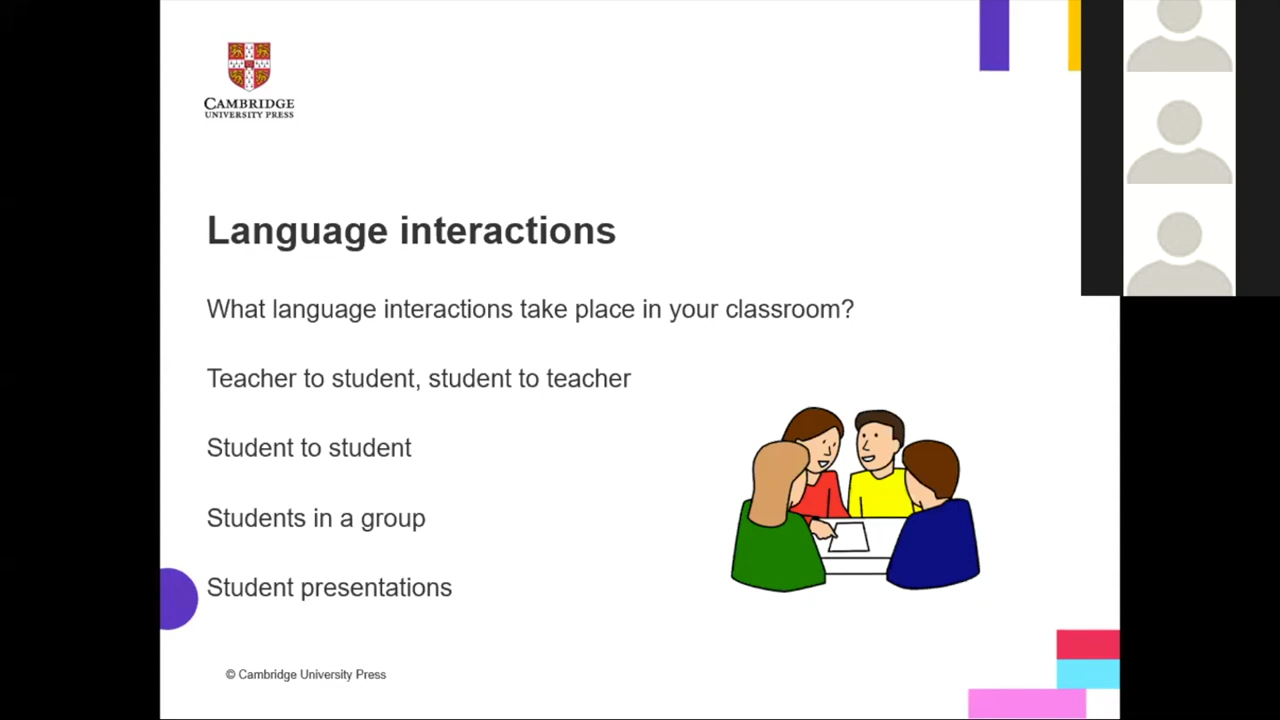 CAMBRIDGE
UNIVERSITY PRESS
Language interactions
What language interactions take place in your classroom?
Teacher to student, student to teacher
Student to student
Students in a group
Student presentations
© Cambridge University Press